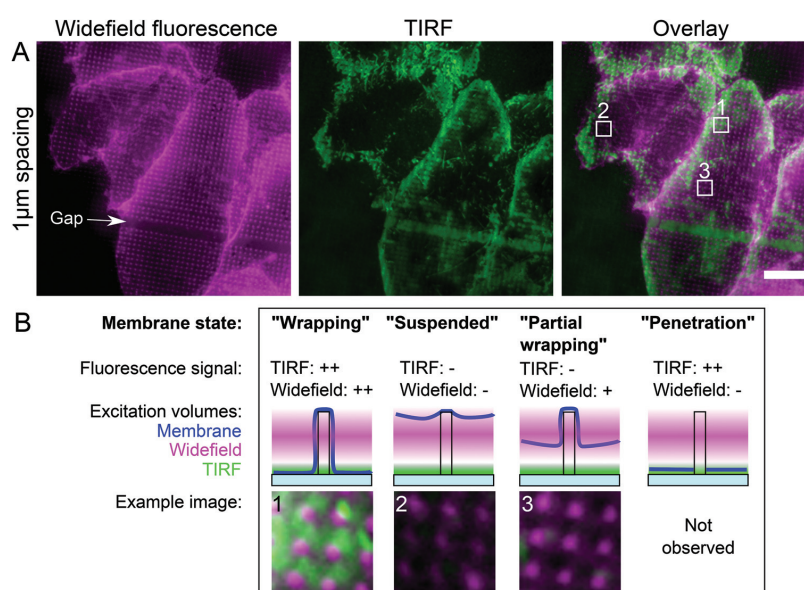 Widefield fluorescence TIRF Overlay
A
1µm spacing
Gap
1
2
3
B
Membrane state: "Wrapping" "Suspended" "Partial wrapping" "Penetration"
Fluorescence signal: TIRF: ++ TIRF: - TIRF: - TIRF: ++
Widefield: ++ Widefield: - Widefield: + Widefield: -
Excitation volumes:
Membrane
Widefield
TIRF
Example image: 1 2 3 Not
observed